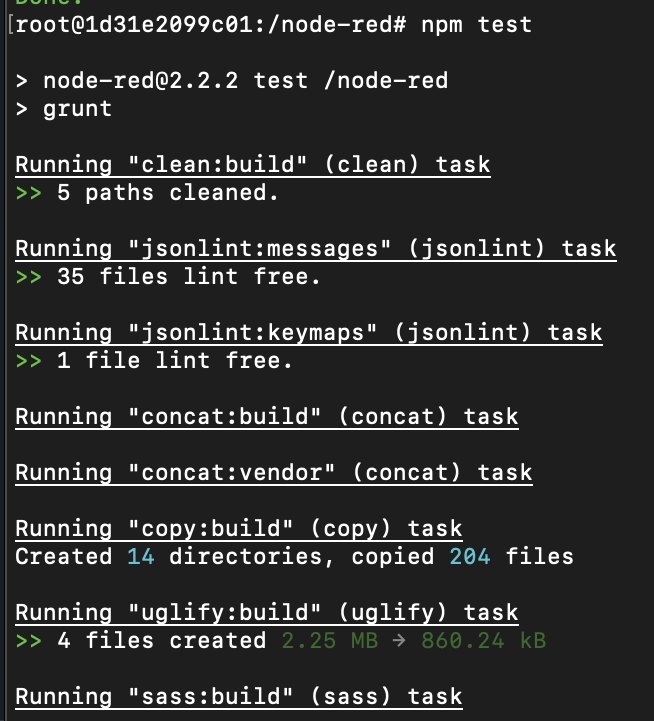 Done.
[root@1d31e2099c01:/node-red# npm test
> node-red@2.2.2 test /node-red
> grunt
Running "clean:build" (clean) task
>> 5 paths cleaned.
Running "jsonlint:messages" (jsonlint) task
>> 35 files lint free.
Running "jsonlint:keymaps" (jsonlint) task
>> 1 file lint free.
Running "concat:build" (concat) task
Running "concat:vendor" (concat) task
Running "copy:build" (copy) task
Created 14 directories, copied 204 files
Running "uglify:build" (uglify) task
>> 4 files created 2.25 MB → 860.24 kB
Running "sass:build" (sass) task